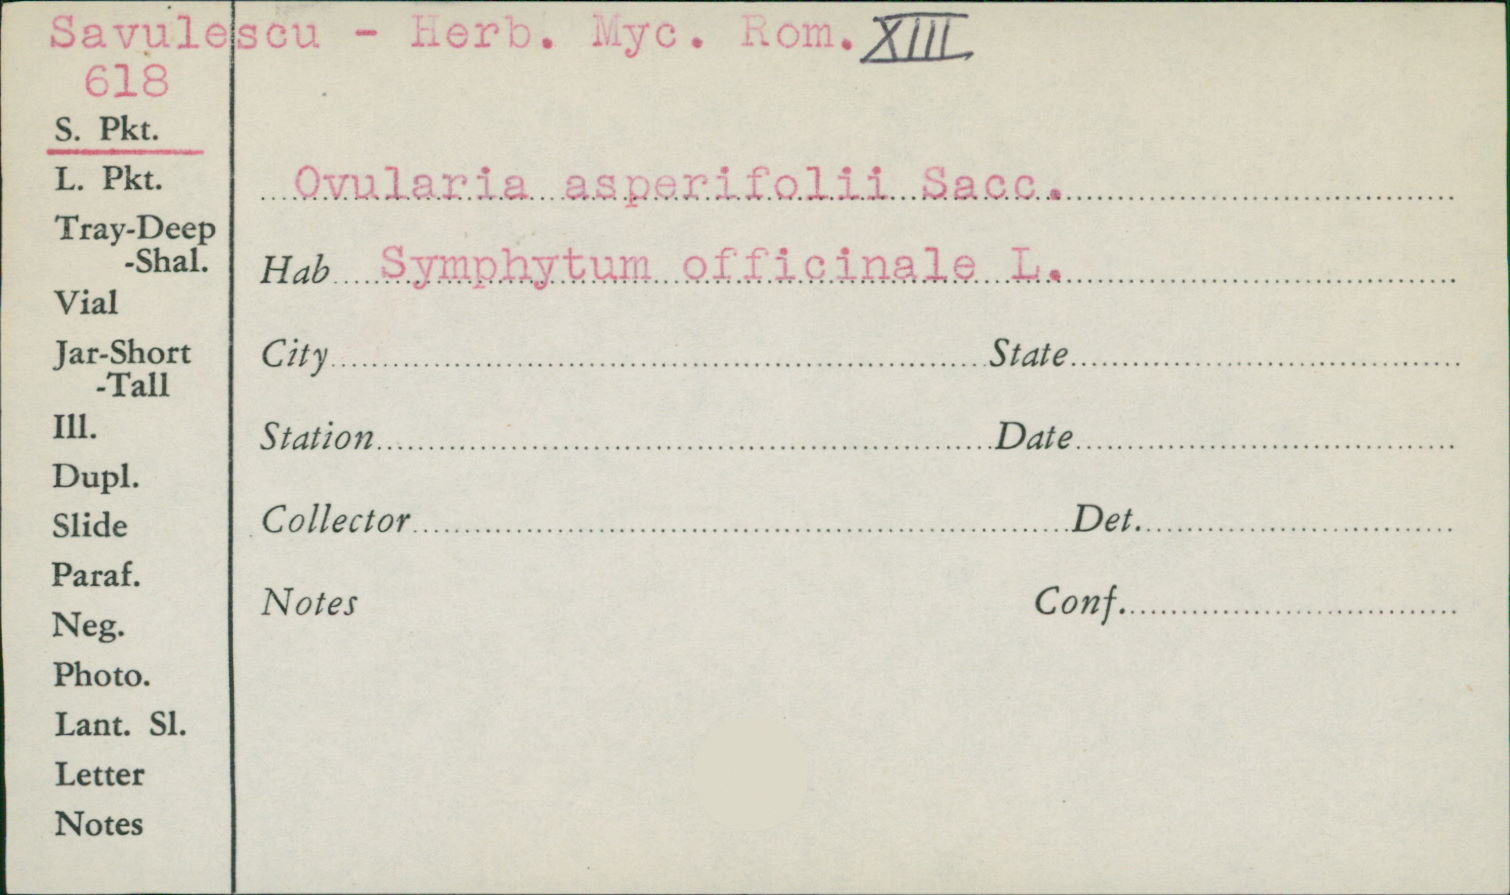 Savulescu - Herb. Myc. Rom. XIII
618
S. Pkt.
L. Pkt.
Ovularia asperifolii Sacc.
Tray-Deep
-Shal.
Hab Symphytum officinale L.
Vial
Jar-Short
-Tall
City State
Ill.
Station Date
Dupl.
Slide
Collector Det.
Paraf.
Notes Conf.
Neg.
Photo.
Lant. Sl.
Letter
Notes